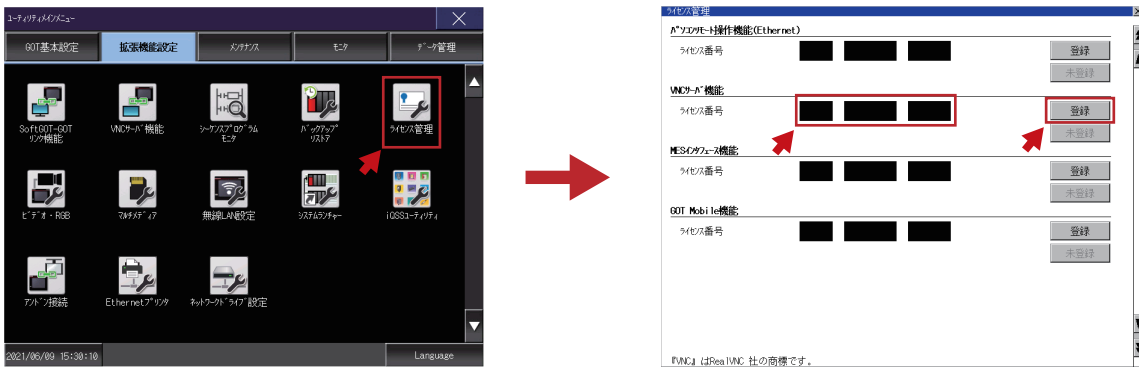 ユーティリティメインメニュー
GOT基本設定
拡張機能設定
メンテナンス
モニタ
データ管理
SoftGOT-GOT
リンク機能
VNCサーバ機能
シーケンスプログラム
モニタ
バックアップ
リストア
ライセンス管理
ビデオ・RGB
マルチメディア
無線LAN設定
システムランチャー
iQSSユーティリティ
アンドン接続
Ethernetプリンタ
ネットワークドライブ設定
2021/06/09 15:30:10
Language
ライセンス管理
パソコンリモート操作機能(Ethernet)
ライセンス番号
登録
未登録
VNCサーバ機能
ライセンス番号
登録
未登録
MESインタフェース機能
ライセンス番号
登録
未登録
GOT Mobile機能
ライセンス番号
登録
未登録
『VNC』はRealVNC 社の商標です。